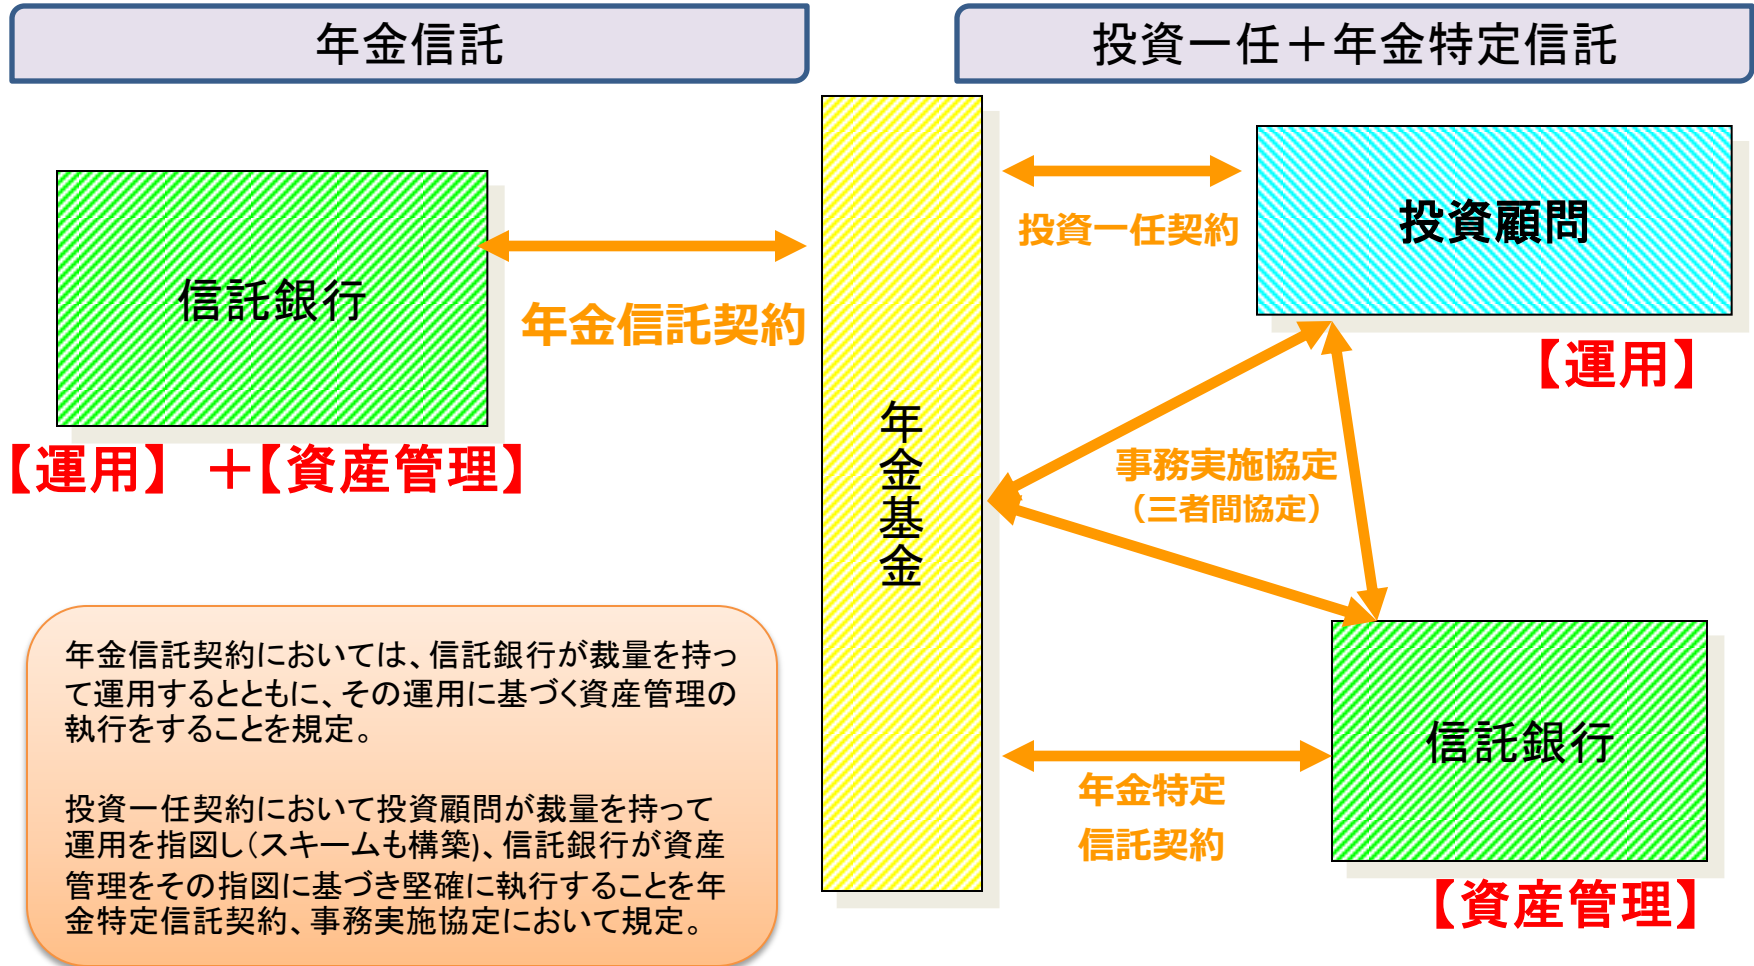 年金信託
投資一任＋年金特定信託
信託銀行
年金信託契約
【運用】＋【資産管理】
年金基金
投資一任契約
投資顧問
【運用】
事務実施協定
（三者間協定）
年金特定
信託契約
信託銀行
【資産管理】
年金信託契約においては、信託銀行が裁量を持っ
て運用するとともに、その運用に基づく資産管理の
執行をすることを規定。
投資一任契約において投資顧問が裁量を持って
運用を指図し（スキームも構築)、信託銀行が資産
管理をその指図に基づき堅確に執行することを年
金特定信託契約、事務実施協定において規定。